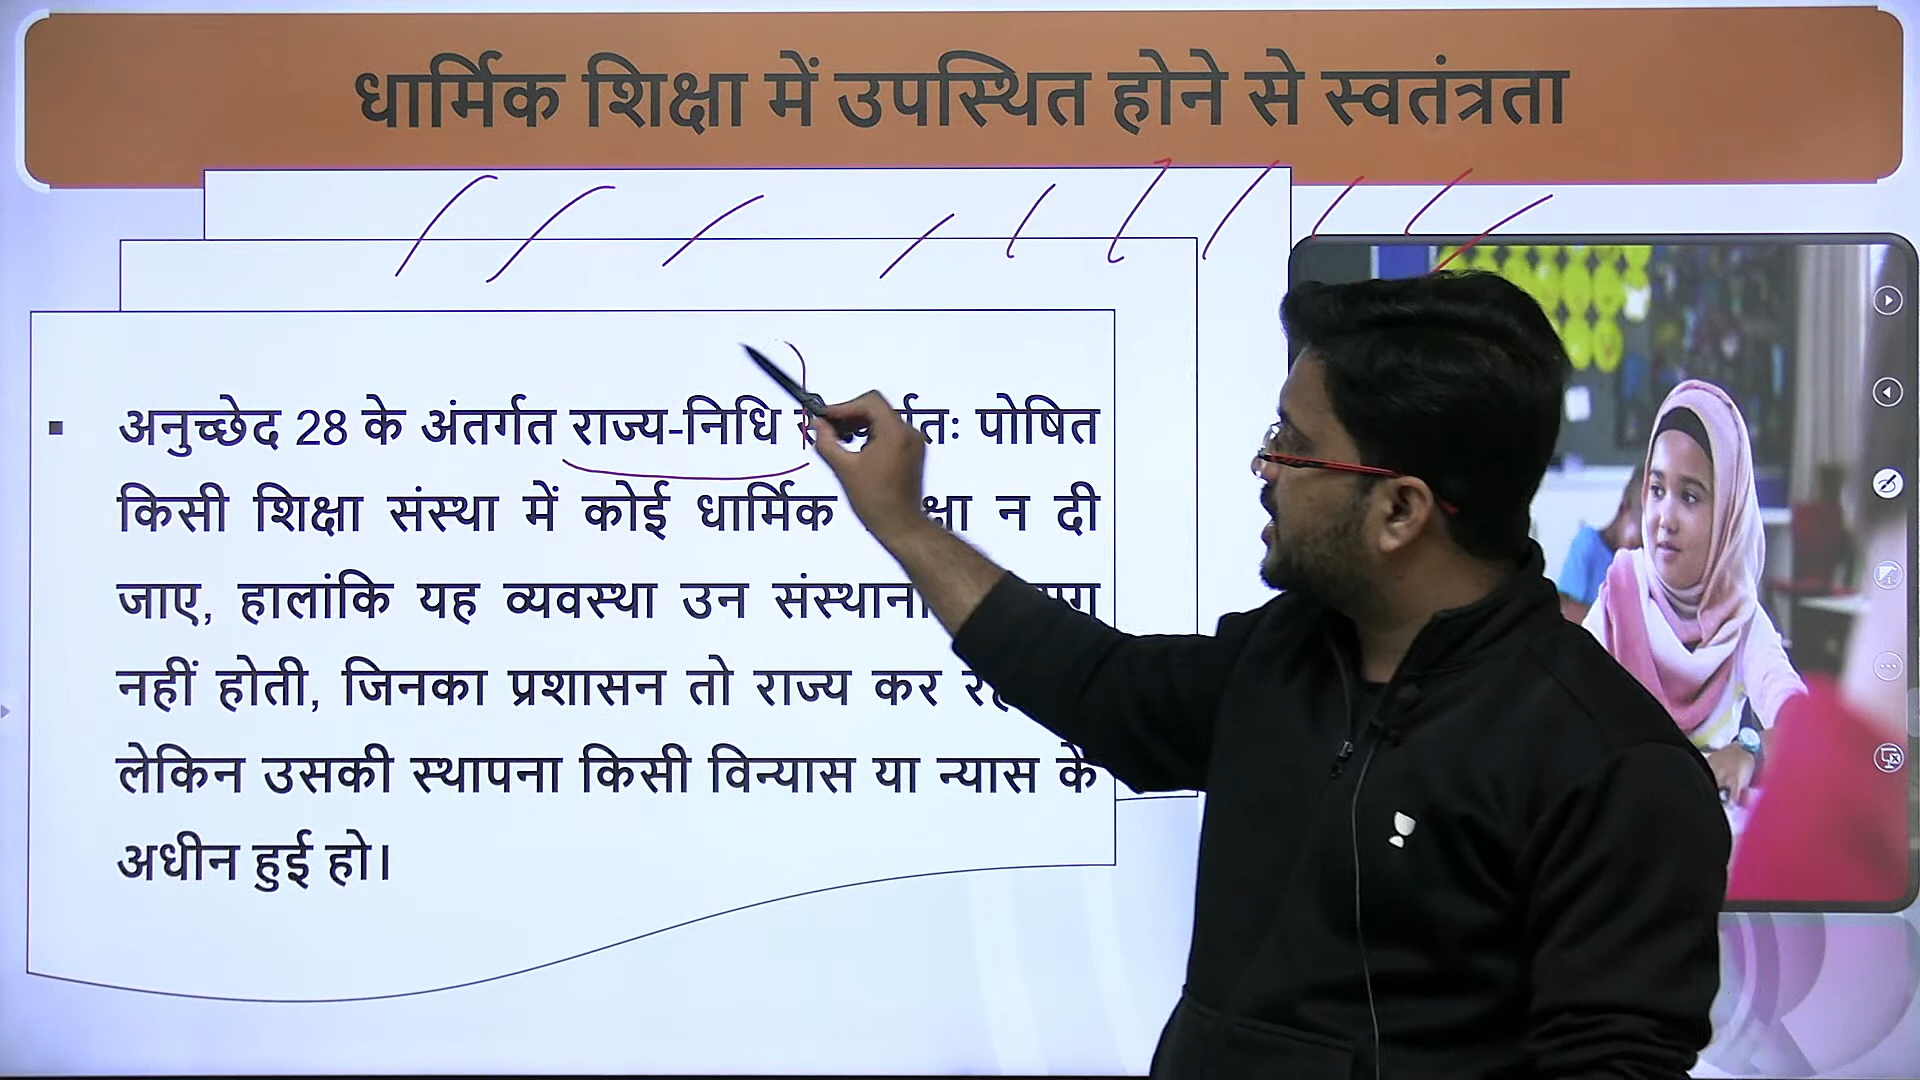 धार्मिक शिक्षा में उपस्थित होने से स्वतंत्रता
अनुच्छेद 28 के अंतर्गत राज्य-निधि पोषित
किसी शिक्षा संस्था में कोई धार्मिक न दी
जाए, हालांकि यह व्यवस्था उन
नहीं होती, जिनका प्रशासन तो राज्य कर
लेकिन उसकी स्थापना किसी विन्यास या न्यास के
अधीन हुई हो।